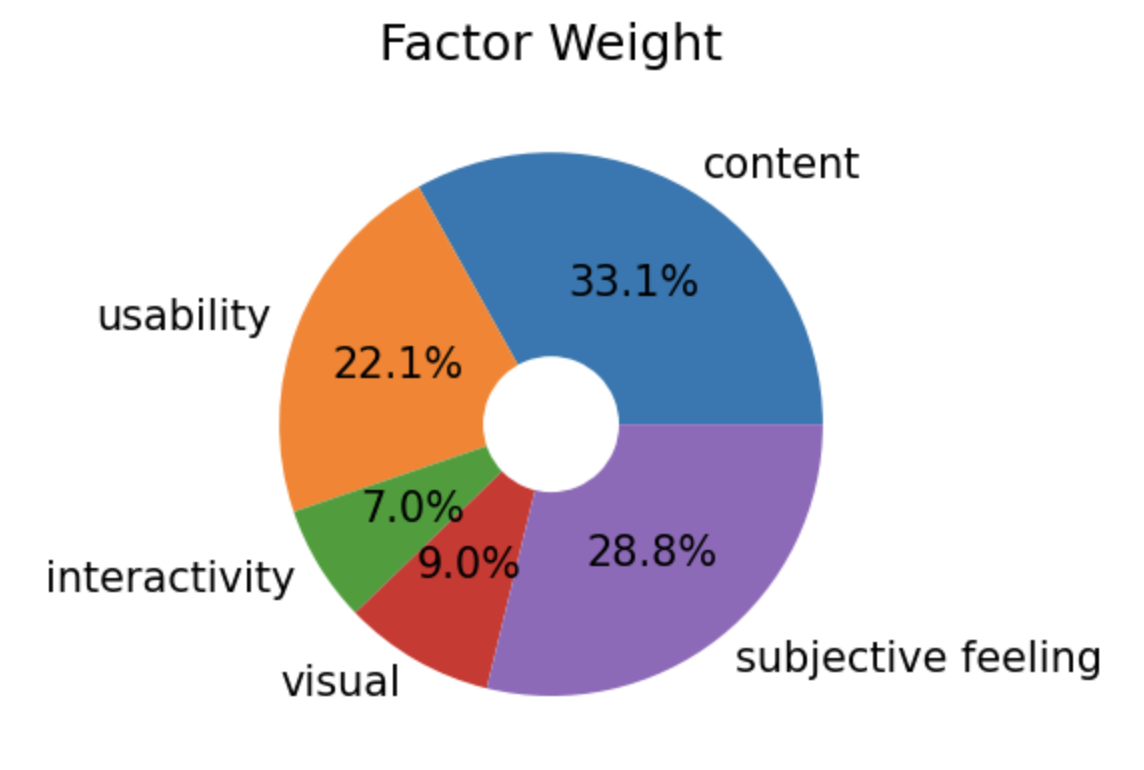 Factor Weight
content
33.1%
usability
22.1%
7.0%
interactivity
9.0%
visual
28.8%
subjective feeling